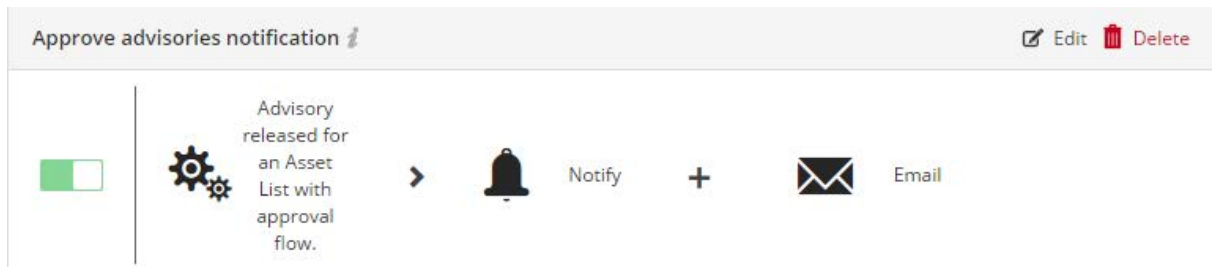 Approve advisories notification i
Edit Delete
Advisory
released for
an Asset
List with
approval
flow.
Notify
+
Email